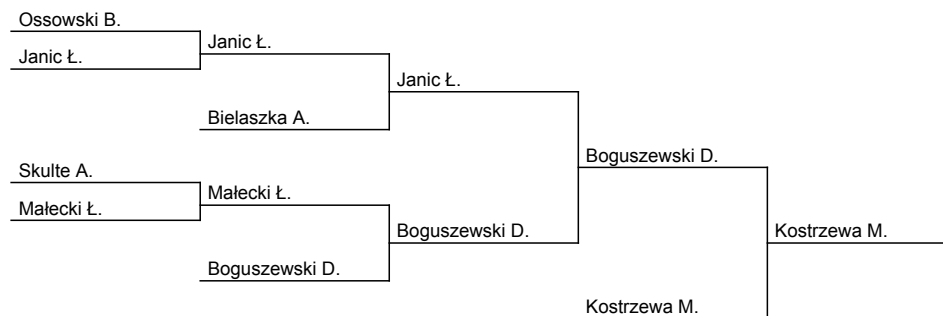 Ossowski B.
Janic Ł.
Janic Ł.
Janic Ł.
Bielaszka A.
Boguszewski D.
Skulte A.
Małecki Ł.
Małecki Ł.
Boguszewski D.
Kostrzewa M.
Boguszewski D.
Kostrzewa M.